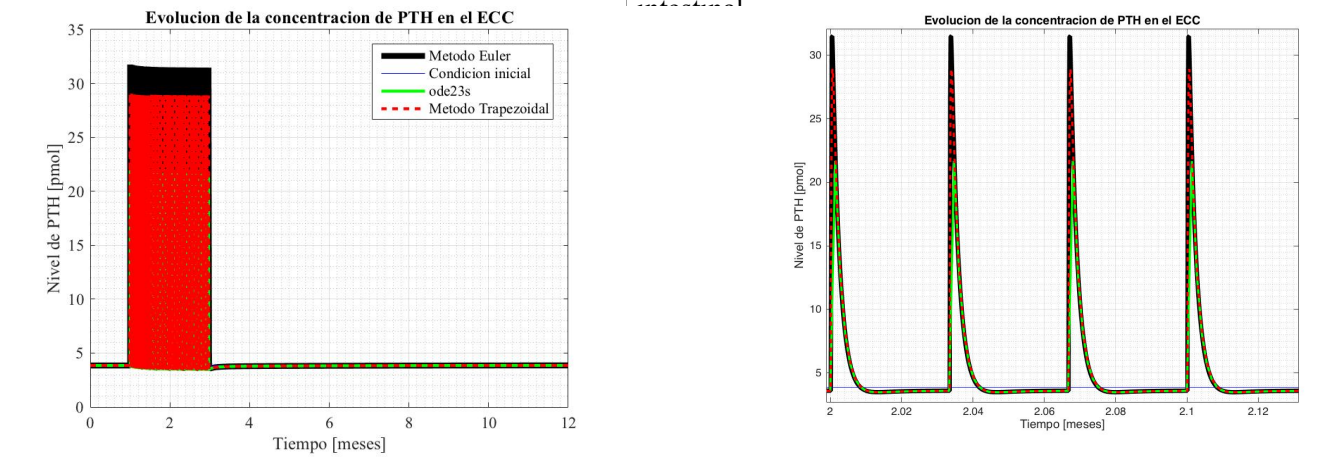 intestinal
Evolucion de la concentracion de PTH en el ECC
Metodo Euler
Condicion inicial
ode23s
Metodo Trapezoidal
Nivel de PTH [pmol]
35
30
25
20
15
10
5
0
0 2 4 6 8 10 12
Tiempo [meses]
Evolucion de la concentracion de PTH en el ECC
Nivel de PTH [pmol]
30
25
20
15
10
5
2 2.02 2.04 2.06 2.08 2.1 2.12
Tiempo [meses]